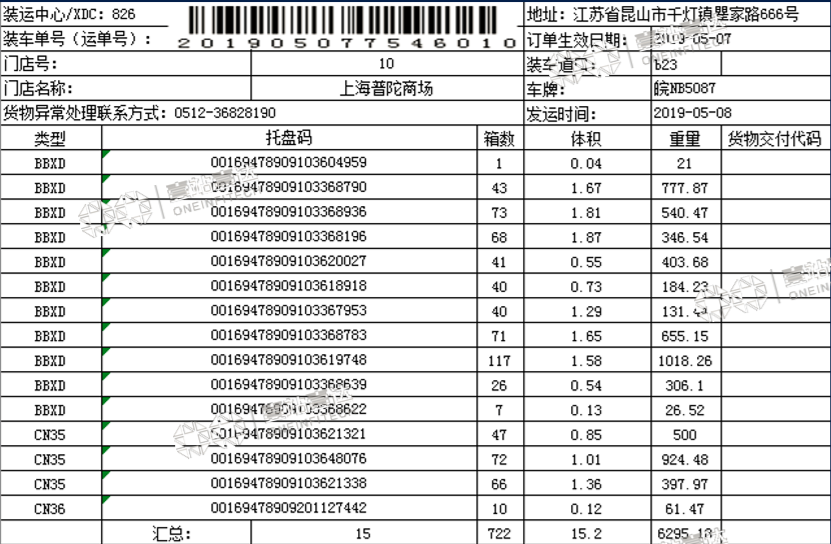 装运中心/XDC: 826 地址: 江苏省昆山市千灯镇瞿家路666号
装车单号（运单号）: 201905077546010 订单生效日期: 2019-05-07
门店号: 10 装车道口: b23
门店名称: 上海普陀商场 车牌: 皖NB5087
货物异常处理联系方式: 0512-36828190 发运时间: 2019-05-08
类型 托盘码 箱数 体积 重量 货物交付代码
BBXD 00169478909103604959 1 0.04 21
BBXD 00169478909103368790 43 1.67 777.87
BBXD 00169478909103368936 73 1.81 540.47
BBXD 00169478909103368196 68 1.87 346.54
BBXD 00169478909103620027 41 0.55 403.68
BBXD 00169478909103618918 40 0.73 184.23
BBXD 00169478909103367953 40 1.29
BBXD 00169478909103368783 71 1.65 655.15
BBXD 00169478909103619748 117 1.58 1018.26
BBXD 00169478909103368639 26 0.54 306.1
BBXD 00169478909103368622 7 0.13 26.52
CN35 00169478909103621321 47 0.85 500
CN35 00169478909103648076 72 1.01 924.48
CN35 00169478909103621338 66 1.36 397.97
CN36 00169478909201127442 10 0.12 61.47
汇总: 15 722 15.2 6295.18